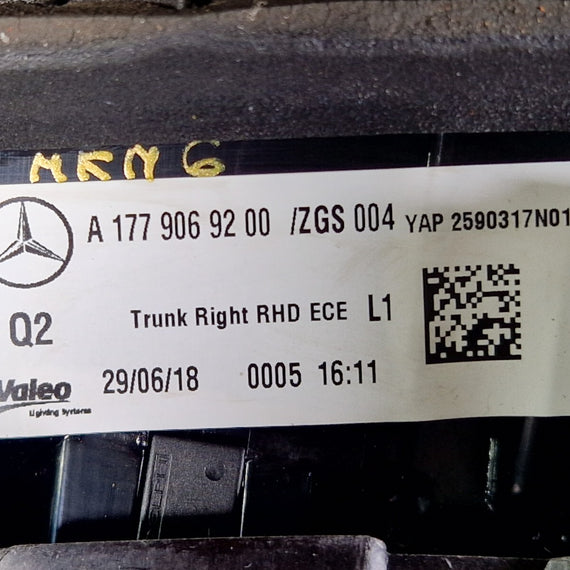 MRM G
A 177 906 92 00 /ZGS 004 YAP 2590317N01
Q2 Trunk Right RHD ECE L1
Valeo 29/06/18 0005 16:11
Lighting Systems